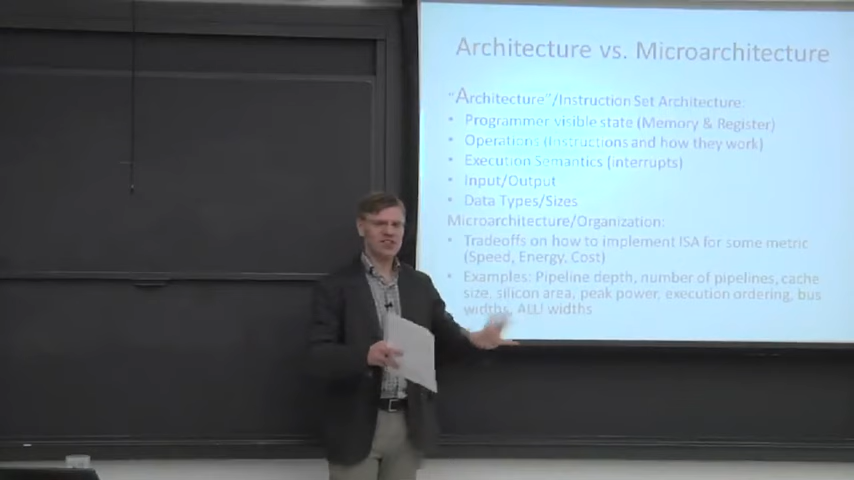 Architecture vs. Microarchitecture
"Architecture"/Instruction Set Architecture:
• Programmer visible state (Memory & Register)
• Operations (Instructions and how they work)
• Execution Semantics (interrupts)
• Input/Output
• Data Types/Sizes
Microarchitecture/Organization:
• Tradeoffs on how to implement ISA for some metric
(Speed, Energy, Cost)
• Examples: Pipeline depth, number of pipelines, cache
size, silicon area, peak power, execution ordering, bus
widths, ALU widths